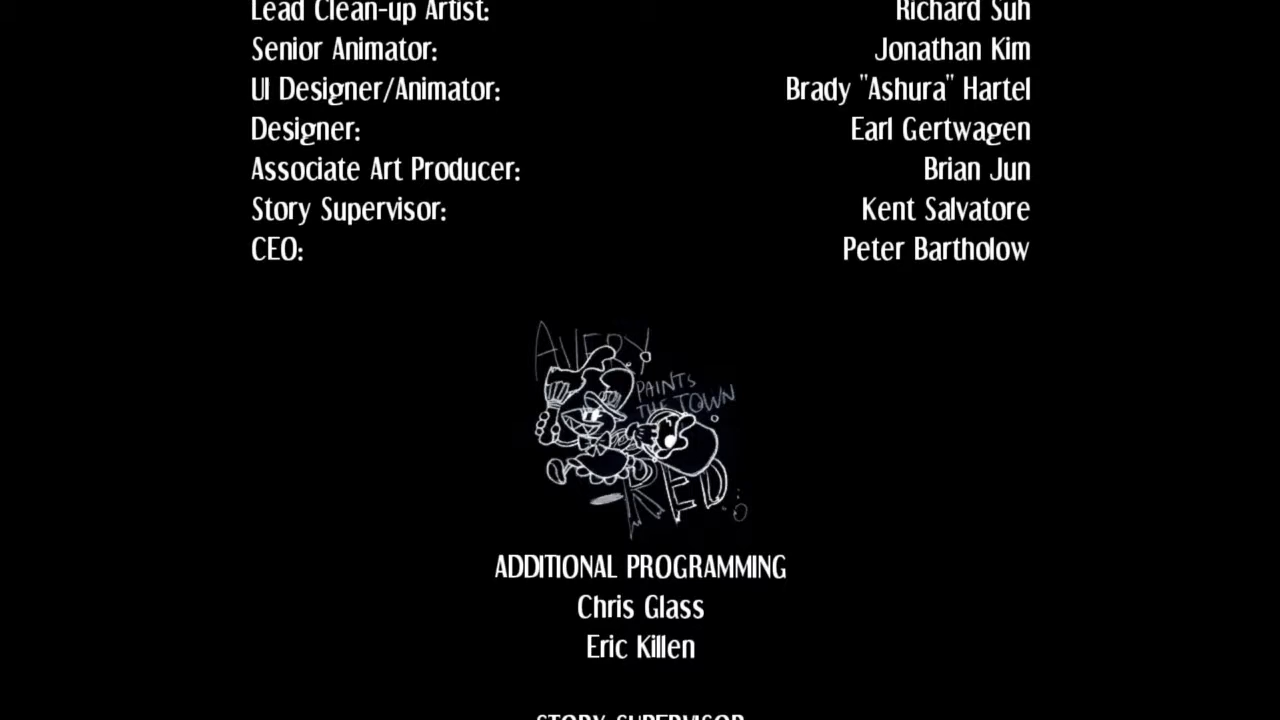 Lead Clean-up Artist: Richard Suh
Senior Animator: Jonathan Kim
UI Designer/Animator: Brady "Ashura" Hartel
Designer: Earl Gertwagen
Associate Art Producer: Brian Jun
Story Supervisor: Kent Salvatore
CEO: Peter Bartholow
AVERY
PAINTS
THE TOWN
RED
ADDITIONAL PROGRAMMING
Chris Glass
Eric Killen
STORY SUPERVISOR